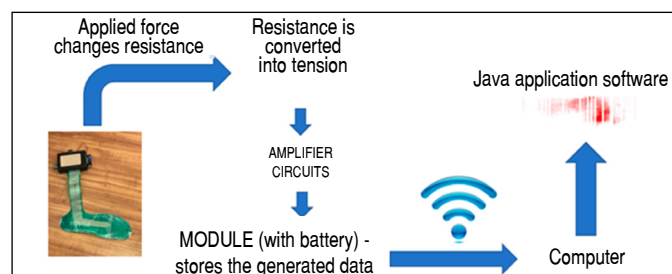 Applied force
changes resistance
Resistance is
converted
into tension
AMPLIFIER
CIRCUITS
MODULE (with battery) -
stores the generated data
Computer
Java application software